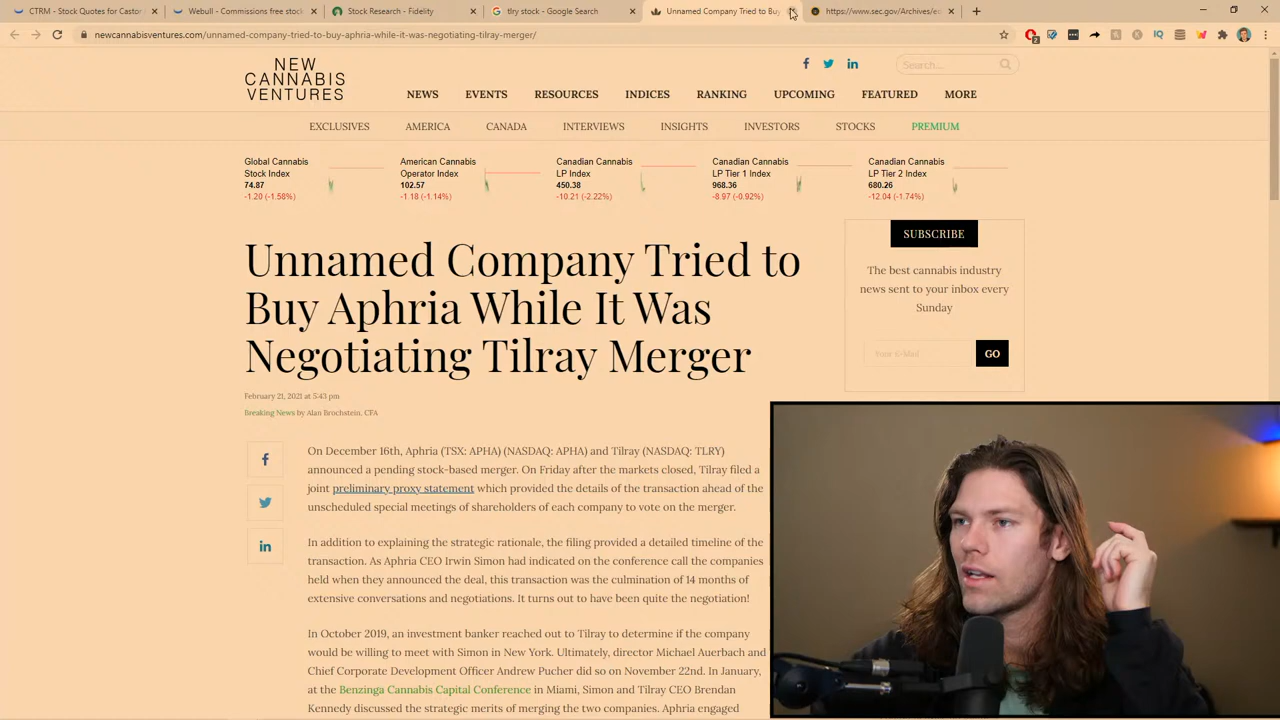 CTRM - Stock Quotes for Castor
Webull - Commissions free stock
Stock Research - Fidelity
tlry stock - Google Search
Unnamed Company Tried to Buy
https://www.sec.gov/Archives/e
newcannabisventures.com/unnamed-company-tried-to-buy-aphria-while-it-was-negotiating-tilray-merger/
NEW
CANNABIS
VENTURES
Search...
NEWS EVENTS RESOURCES INDICES RANKING UPCOMING FEATURED MORE
EXCLUSIVES AMERICA CANADA INTERVIEWS INSIGHTS INVESTORS STOCKS PREMIUM
Global Cannabis
Stock Index
74.87
-1.20 (-1.58%)
American Cannabis
Operator Index
102.57
-1.18 (-1.14%)
Canadian Cannabis
LP Index
450.38
-10.21 (-2.22%)
Canadian Cannabis
LP Tier 1 Index
968.36
-8.97 (-0.92%)
Canadian Cannabis
LP Tier 2 Index
680.26
-12.04 (-1.74%)
Unnamed Company Tried to
Buy Aphria While It Was
Negotiating Tilray Merger
February 21, 2021 at 5:43 pm
Breaking News by Alan Brochstein, CFA
SUBSCRIBE
The best cannabis industry
news sent to your inbox every
Sunday
Your E-Mail
GO
On December 16th, Aphria (TSX: APHA) (NASDAQ: APHA) and Tilray (NASDAQ: TLRY)
announced a pending stock-based merger. On Friday after the markets closed, Tilray filed a
joint preliminary proxy statement which provided the details of the transaction ahead of the
unscheduled special meetings of shareholders of each company to vote on the merger.
In addition to explaining the strategic rationale, the filing provided a detailed timeline of the
transaction. As Aphria CEO Irwin Simon had indicated on the conference call the companies
held when they announced the deal, this transaction was the culmination of 14 months of
extensive conversations and negotiations. It turns out to have been quite the negotiation!
In October 2019, an investment banker reached out to Tilray to determine if the company
would be willing to meet with Simon in New York. Ultimately, director Michael Auerbach and
Chief Corporate Development Officer Andrew Pucher did so on November 22nd. In January,
at the Benzinga Cannabis Capital Conference in Miami, Simon and Tilray CEO Brendan
Kennedy discussed the strategic merits of merging the two companies. Aphria engaged